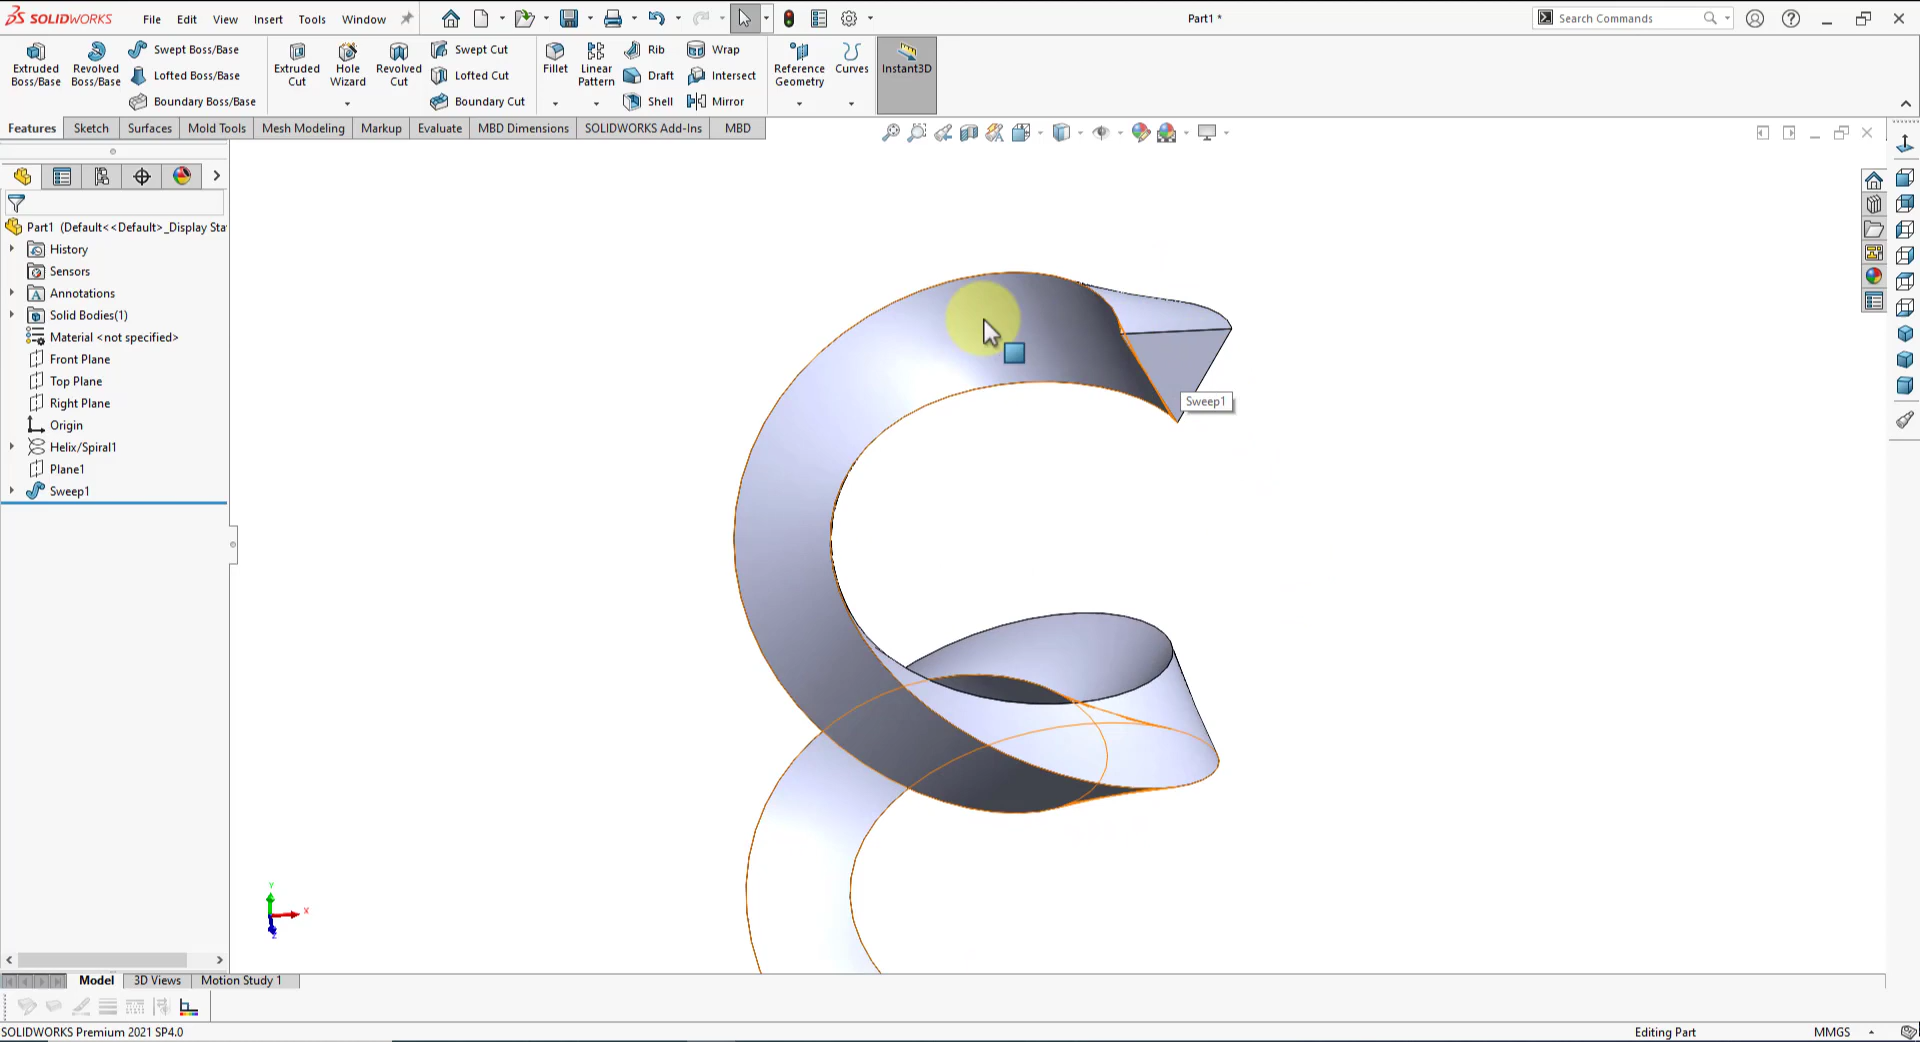 SOLIDWORKS File Edit View Insert Tools Window Part1 * Search Commands
Extruded Boss/Base
Revolved Boss/Base
Swept Boss/Base
Lofted Boss/Base
Boundary Boss/Base
Extruded Cut
Hole Wizard
Revolved Cut
Swept Cut
Lofted Cut
Boundary Cut
Fillet
Linear Pattern
Rib
Draft
Shell
Wrap
Intersect
Mirror
Reference Geometry
Curves
Instant3D
Features Sketch Surfaces Mold Tools Mesh Modeling Markup Evaluate MBD Dimensions SOLIDWORKS Add-Ins MBD
Part1 (Default<<Default>_Display Sta
History
Sensors
Annotations
Solid Bodies(1)
Material <not specified>
Front Plane
Top Plane
Right Plane
Origin
Helix/Spiral1
Plane1
Sweep1
Sweep1
Y
X
Z
Model 3D Views Motion Study 1
SOLIDWORKS Premium 2021 SP4.0 Editing Part MMGS